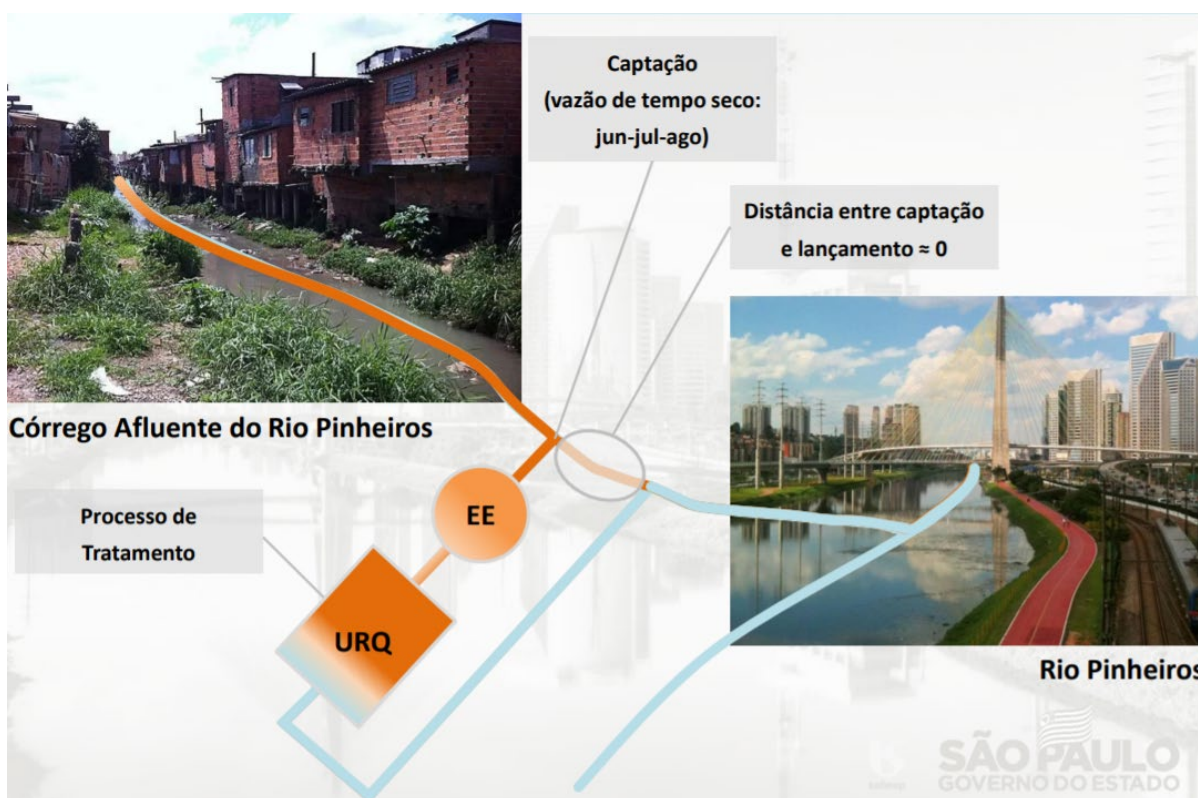 Captação
(vazão de tempo seco:
jun-jul-ago)
Distância entre captação
e lançamento ≈ 0
Córrego Afluente do Rio Pinheiros
EE
Processo de
Tratamento
URQ
Rio Pinheiros
SÃO PAULO
GOVERNO DO ESTADO